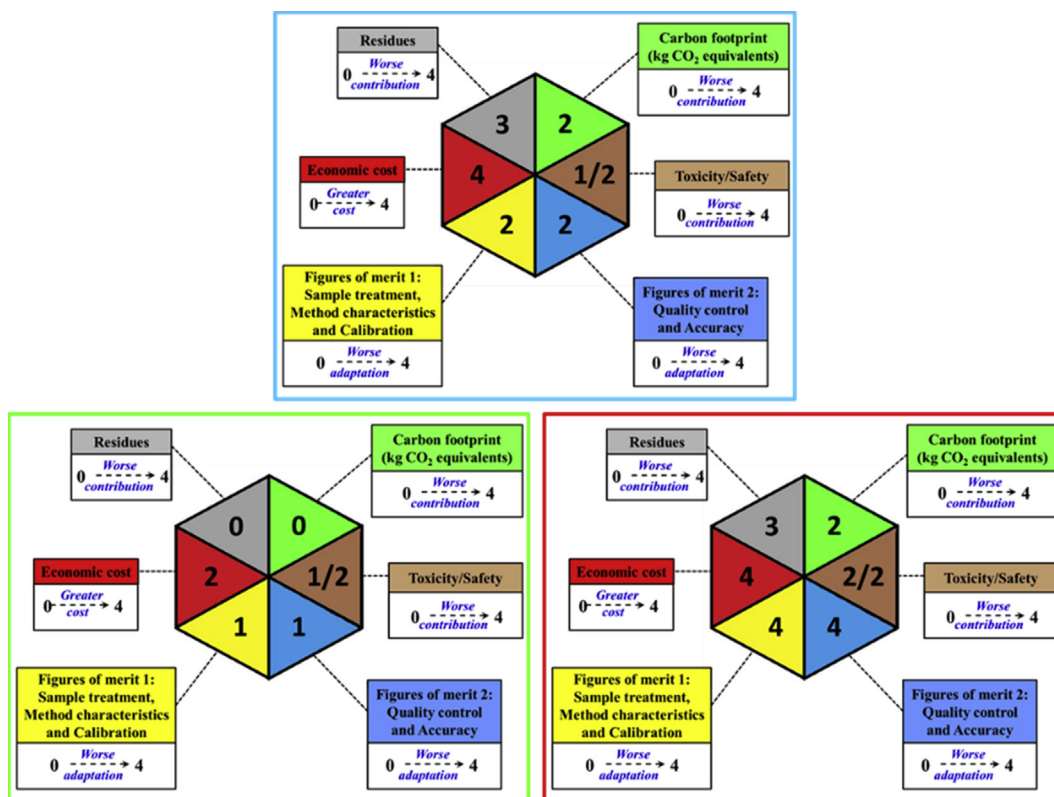 Residues
Worse
0 4
contribution
Carbon footprint
(kg CO2 equivalents)
Worse
0 4
contribution
3
2
Economic cost
Greater
0 4
cost
4
1/2
Toxicity/Safety
Worse
0 4
contribution
2
2
Figures of merit 1:
Sample treatment,
Method characteristics
and Calibration
Worse
0 4
adaptation
Figures of merit 2:
Quality control
and Accuracy
Worse
0 4
adaptation
Residues
Worse
0 4
contribution
Carbon footprint
(kg CO2 equivalents)
Worse
0 4
contribution
0
0
Economic cost
Greater
0 4
cost
2
1/2
Toxicity/Safety
Worse
0 4
contribution
1
1
Figures of merit 1:
Sample treatment,
Method characteristics
and Calibration
Worse
0 4
adaptation
Figures of merit 2:
Quality control
and Accuracy
Worse
0 4
adaptation
Residues
Worse
0 4
contribution
Carbon footprint
(kg CO2 equivalents)
Worse
0 4
contribution
3
2
Economic cost
Greater
0 4
cost
4
2/2
Toxicity/Safety
Worse
0 4
contribution
4
4
Figures of merit 1:
Sample treatment,
Method characteristics
and Calibration
Worse
0 4
adaptation
Figures of merit 2:
Quality control
and Accuracy
Worse
0 4
adaptation